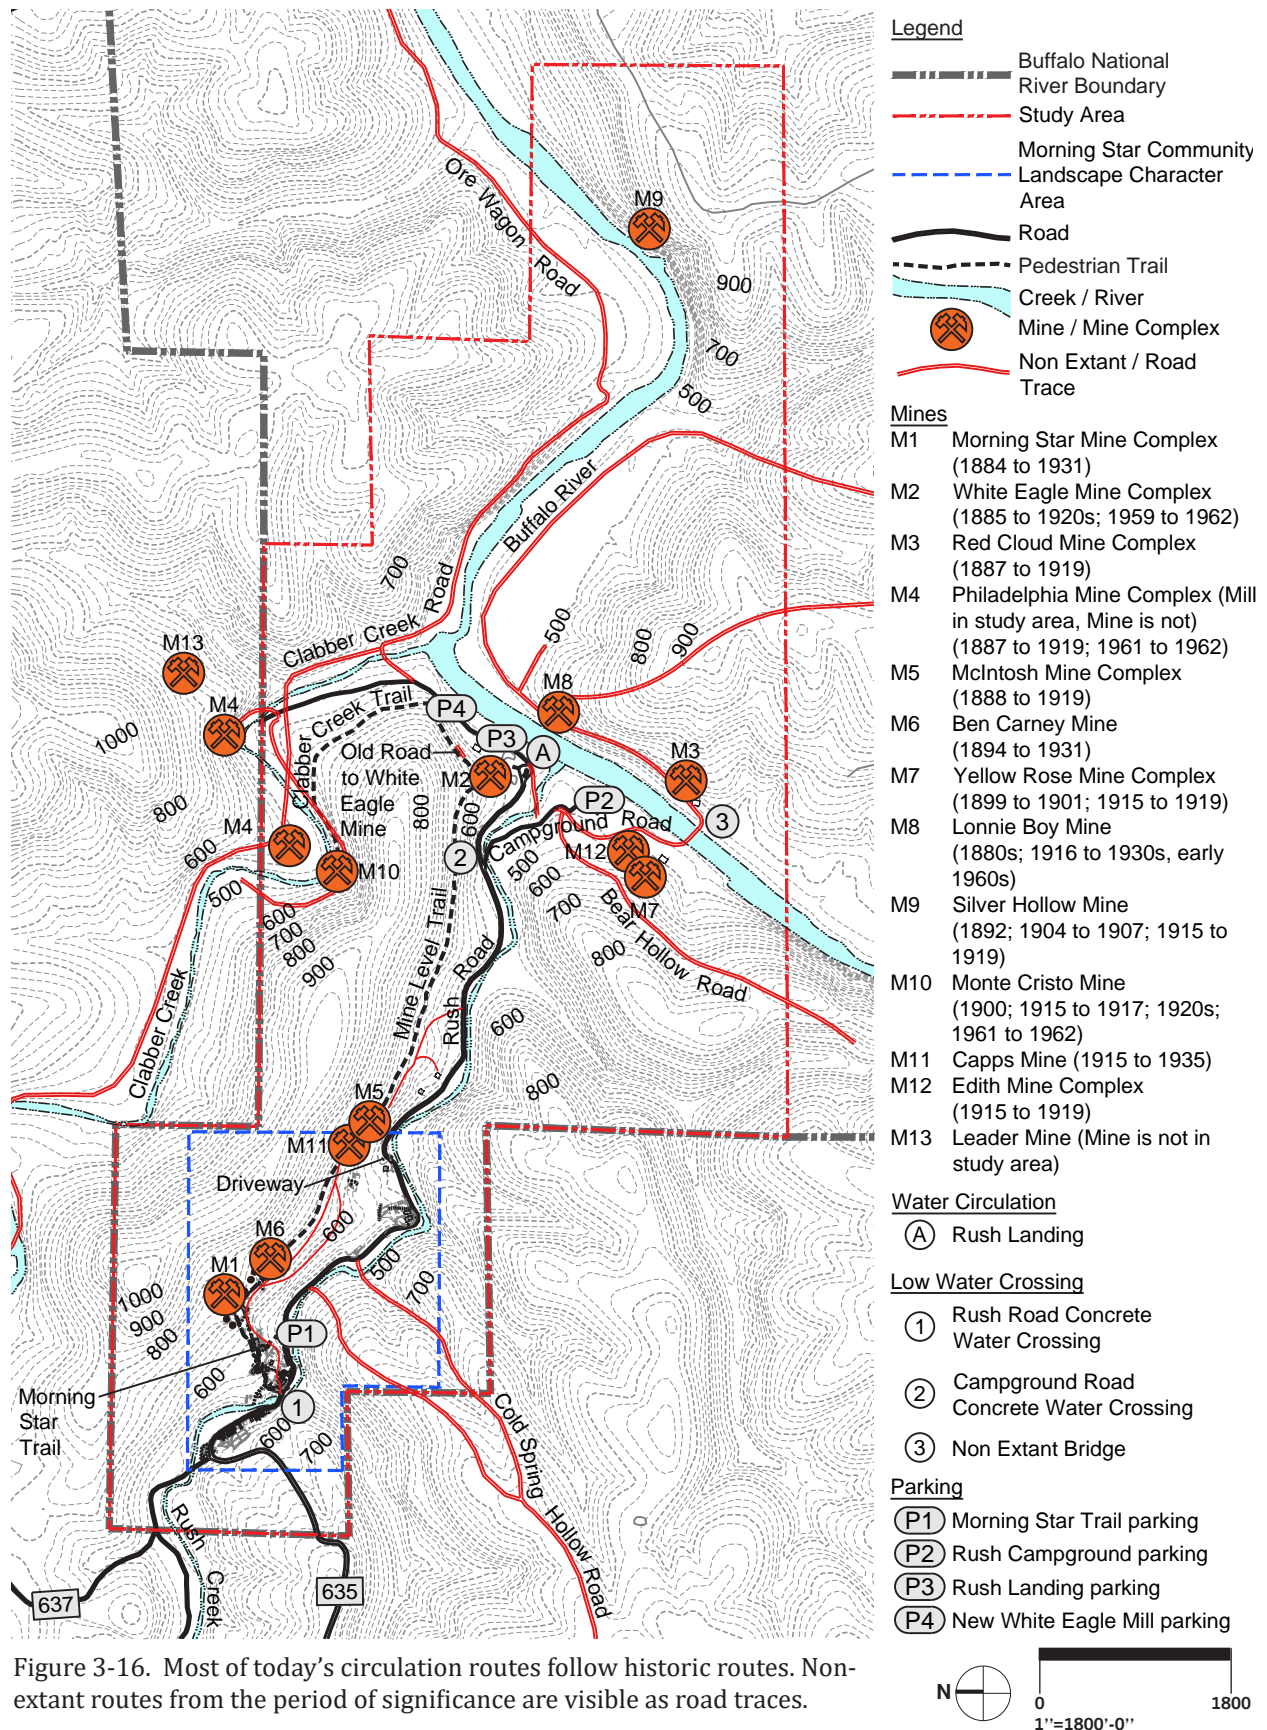 Legend
Buffalo National
River Boundary
Study Area
Morning Star Community
Landscape Character
Area
Road
Pedestrian Trail
Creek / River
Mine / Mine Complex
Non Extant / Road
Trace
Mines
M1 Morning Star Mine Complex
(1884 to 1931)
M2 White Eagle Mine Complex
(1885 to 1920s; 1959 to 1962)
M3 Red Cloud Mine Complex
(1887 to 1919)
M4 Philadelphia Mine Complex (Mill
in study area, Mine is not)
(1887 to 1919; 1961 to 1962)
M5 McIntosh Mine Complex
(1888 to 1919)
M6 Ben Carney Mine
(1894 to 1931)
M7 Yellow Rose Mine Complex
(1899 to 1901; 1915 to 1919)
M8 Lonnie Boy Mine
(1880s; 1916 to 1930s, early
1960s)
M9 Silver Hollow Mine
(1892; 1904 to 1907; 1915 to
1919)
M10 Monte Cristo Mine
(1900; 1915 to 1917; 1920s;
1961 to 1962)
M11 Capps Mine (1915 to 1935)
M12 Edith Mine Complex
(1915 to 1919)
M13 Leader Mine (Mine is not in
study area)
Water Circulation
A Rush Landing
Low Water Crossing
1 Rush Road Concrete
Water Crossing
2 Campground Road
Concrete Water Crossing
3 Non Extant Bridge
Parking
P1 Morning Star Trail parking
P2 Rush Campground parking
P3 Rush Landing parking
P4 New White Eagle Mill parking
N
0 1800
1''=1800'-0''
Ore Wagon Road
M9
900
700
500
Buffalo River
700
Clabber Creek Road
M13
M4
1000
800
600
500
Clabber Creek Trail
P4
P3
A
Old Road
to White
Eagle
Mine
M2
800
600
M8
500
800
900
M3
3
P2
Campground Road
2
M12
M7
500
600
700
800
Bear Hollow Road
M4
M10
600
700
800
900
Mine Level Trail
Rush Road
600
800
Clabber Creek
M5
M11
Driveway
600
M6
M1
500
700
1000
900
800
600
P1
Morning
Star
Trail
1
600
700
Cold Spring Hollow Road
Rush Creek
637
635
Figure 3-16. Most of today's circulation routes follow historic routes. Non-
extant routes from the period of significance are visible as road traces.